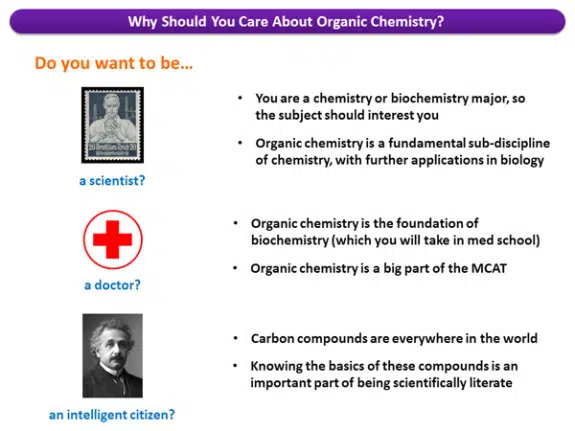 Why Should You Care About Organic Chemistry?
Do you want to be...
• You are a chemistry or biochemistry major, so
the subject should interest you
• Organic chemistry is a fundamental sub-discipline
of chemistry, with further applications in biology
20 Deutsches Reich 20
a scientist?
• Organic chemistry is the foundation of
biochemistry (which you will take in med school)
• Organic chemistry is a big part of the MCAT
a doctor?
• Carbon compounds are everywhere in the world
• Knowing the basics of these compounds is an
important part of being scientifically literate
an intelligent citizen?